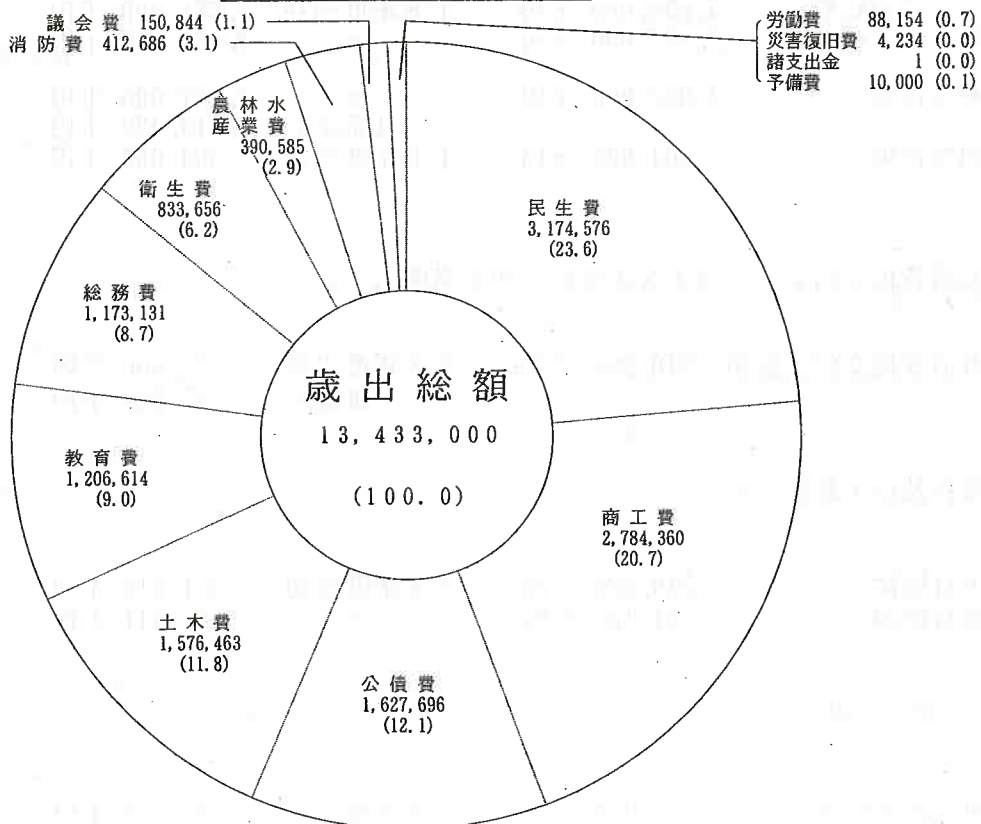 議会費 150,844 (1.1)
消防費 412,686 (3.1)
労働費 88,154 (0.7)
災害復旧費 4,234 (0.0)
諸支出金 1 (0.0)
予備費 10,000 (0.1)
民生費
3,174,576
(23.6)
商工費
2,784,360
(20.7)
公債費
1,627,696
(12.1)
土木費
1,576,463
(11.8)
教育費
1,206,614
(9.0)
総務費
1,173,131
(8.7)
衛生費
833,656
(6.2)
農林水
産業費
390,585
(2.9)
歳出総額
13,433,000
(100.0)